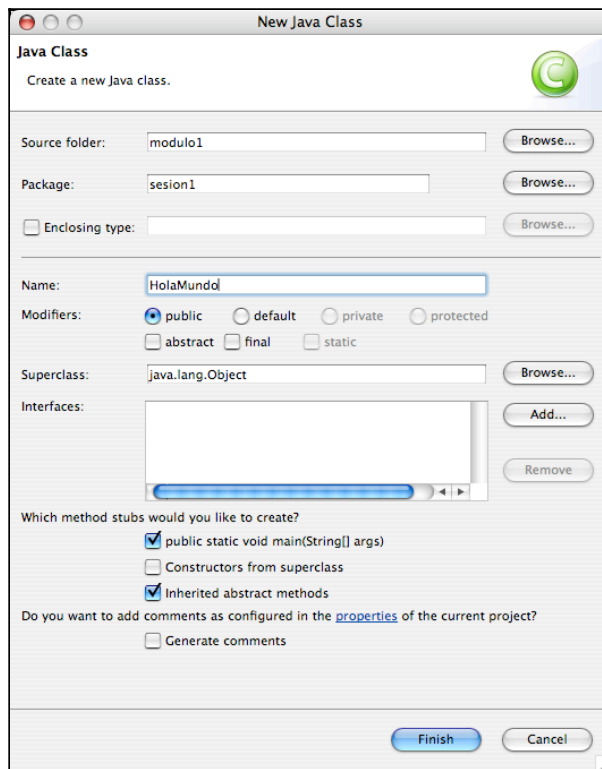 New Java Class
Java Class
Create a new Java class.
C
Source folder: modulo1 Browse...
Package: sesion1 Browse...
Enclosing type: Browse...
Name: HolaMundo
Modifiers: public default private protected
abstract final static
Superclass: java.lang.Object Browse...
Interfaces: Add...
Remove
Which method stubs would you like to create?
public static void main(String[] args)
Constructors from superclass
Inherited abstract methods
Do you want to add comments as configured in the properties of the current project?
Generate comments
Finish Cancel